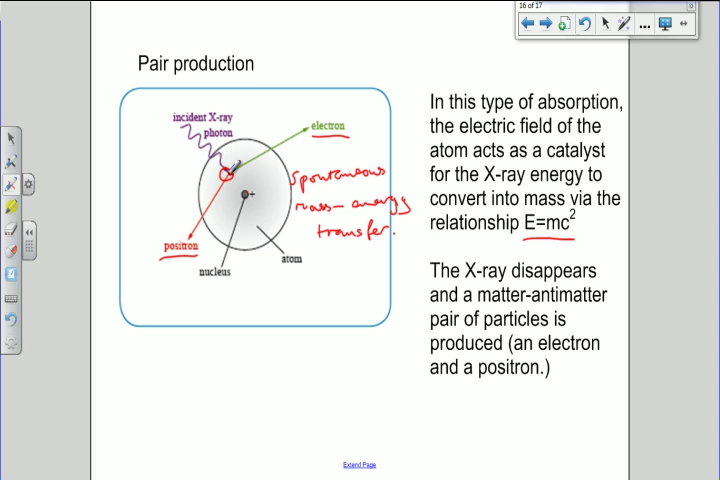 16 of 17
Pair production
incident X-ray
photon
electron
spontaneous
mass-energy
transfer.
positron
nucleus
atom
+
In this type of absorption,
the electric field of the
atom acts as a catalyst
for the X-ray energy to
convert into mass via the
relationship E=mc²
The X-ray disappears
and a matter-antimatter
pair of particles is
produced (an electron
and a positron.)
Extend Page